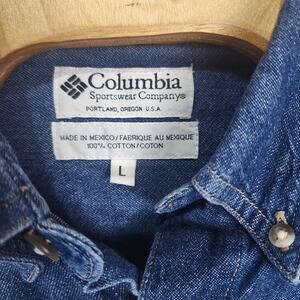 Columbia
Sportswear Company®
PORTLAND, OREGON U.S.A.
MADE IN MEXICO/FABRIQUE AU MEXIQUE
100% COTTON/COTON
L